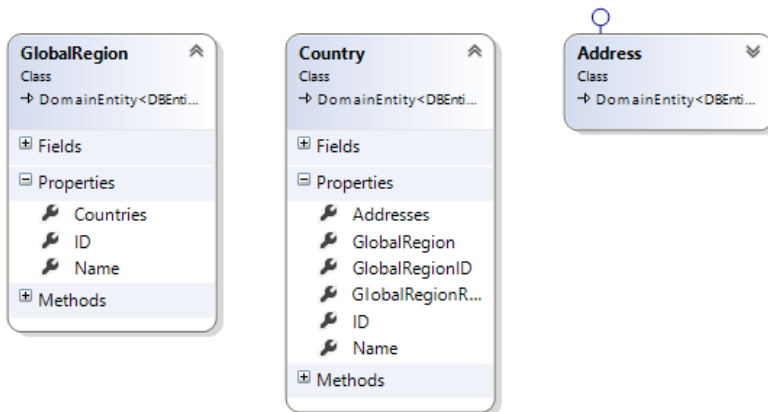 GlobalRegion
Class
DomainEntity<DBEnti...
Fields
Properties
Countries
ID
Name
Methods
Country
Class
DomainEntity<DBEnti...
Fields
Properties
Addresses
GlobalRegion
GlobalRegionID
GlobalRegionR...
ID
Name
Methods
Address
Class
DomainEntity<DBEnti...